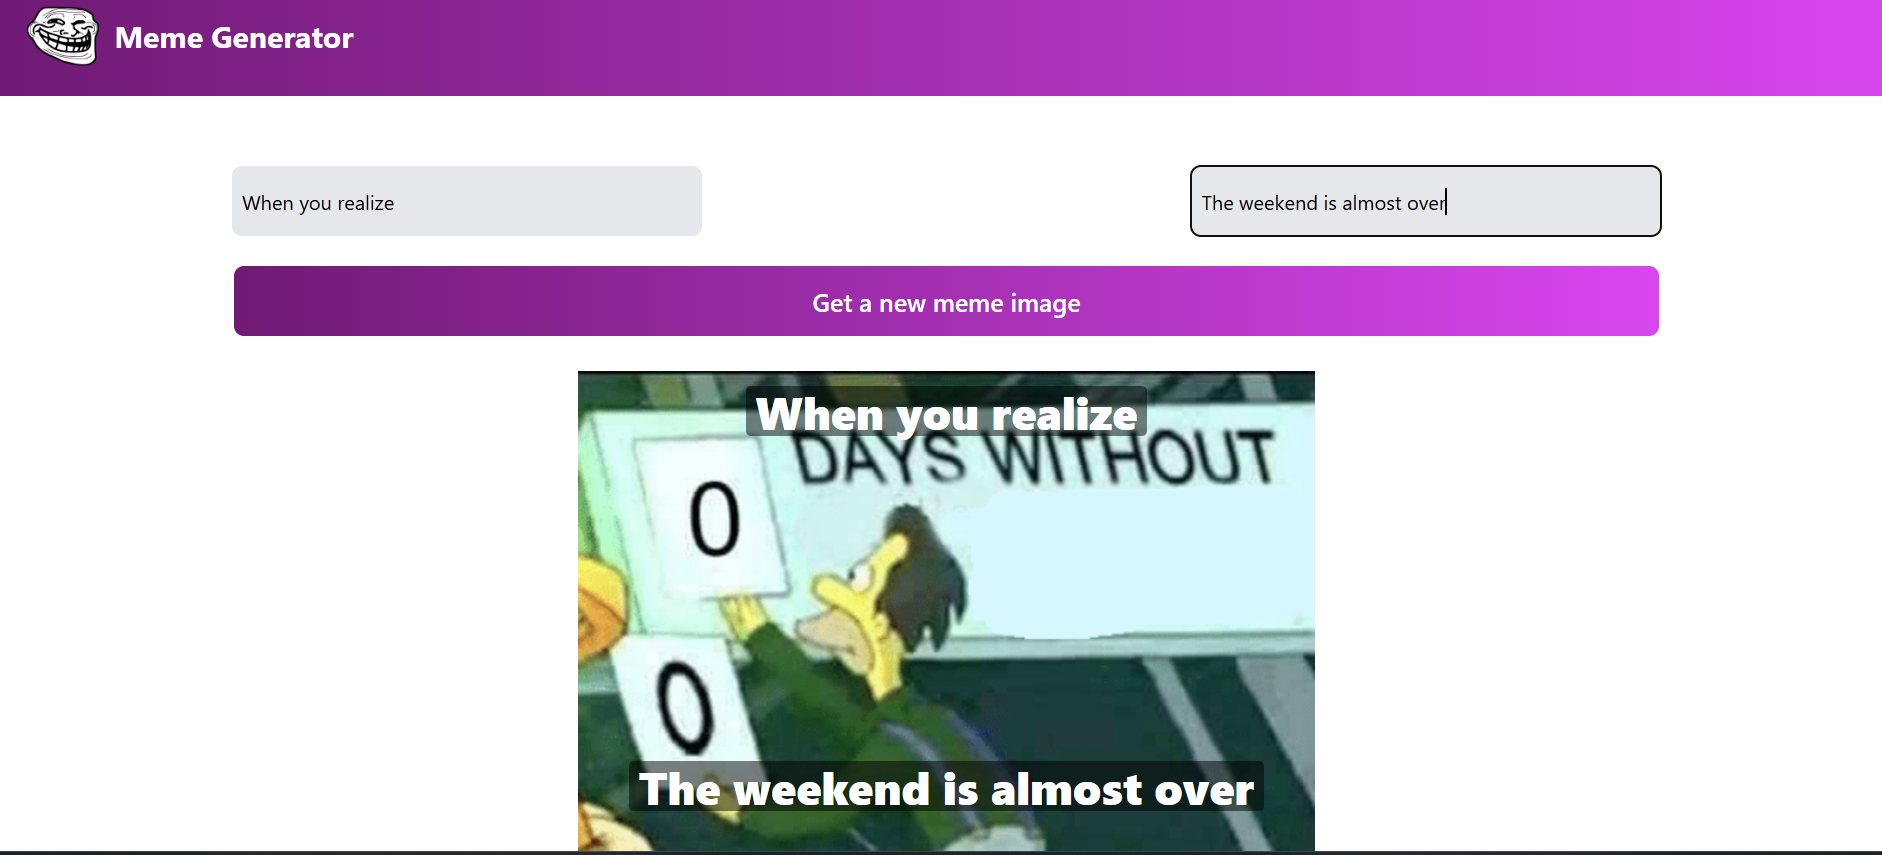 Meme Generator
When you realize
The weekend is almost over
Get a new meme image
When you realize
DAYS WITHOUT
0
0
The weekend is almost over